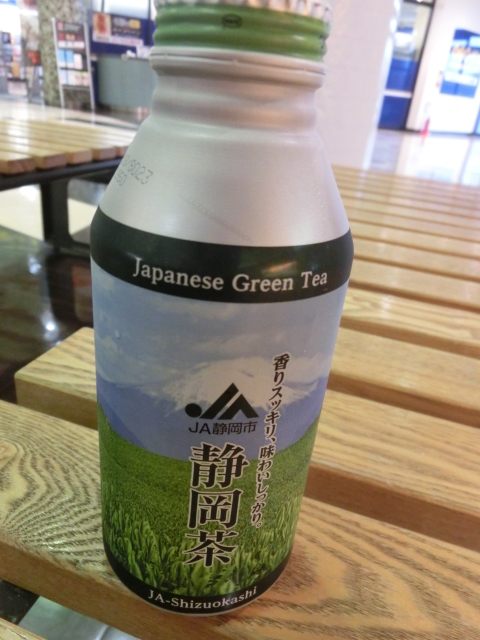 Japanese Green Tea
香りスッキリ、味わいしっかり。
JA静岡市
静岡茶
JA-Shizuokashi